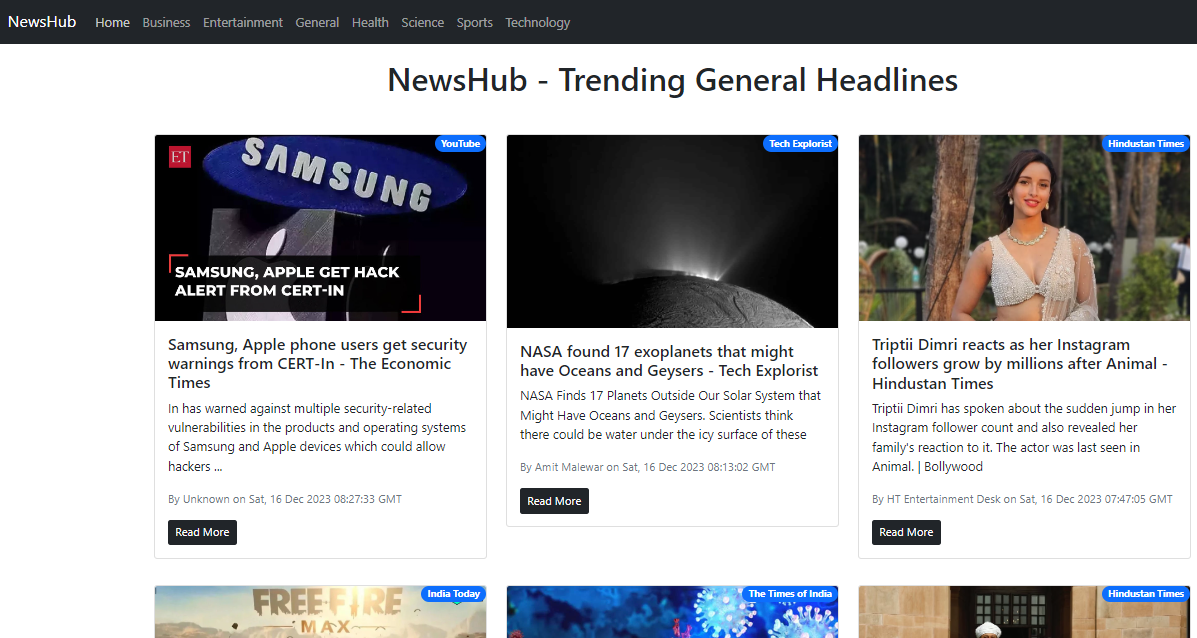 NewsHub Home Business Entertainment General Health Science Sports Technology
NewsHub - Trending General Headlines
YouTube
ET
SAMSUNG
SAMSUNG, APPLE GET HACK
ALERT FROM CERT-IN
Samsung, Apple phone users get security
warnings from CERT-In - The Economic
Times
In has warned against multiple security-related
vulnerabilities in the products and operating systems
of Samsung and Apple devices which could allow
hackers ...
By Unknown on Sat, 16 Dec 2023 08:27:33 GMT
Read More
Tech Explorist
NASA found 17 exoplanets that might
have Oceans and Geysers - Tech Explorist
NASA Finds 17 Planets Outside Our Solar System that
Might Have Oceans and Geysers. Scientists think
there could be water under the icy surface of these
By Amit Malewar on Sat, 16 Dec 2023 08:13:02 GMT
Read More
Hindustan Times
Triptii Dimri reacts as her Instagram
followers grow by millions after Animal -
Hindustan Times
Triptii Dimri has spoken about the sudden jump in her
Instagram follower count and also revealed her
family's reaction to it. The actor was last seen in
Animal. | Bollywood
By HT Entertainment Desk on Sat, 16 Dec 2023 07:47:05 GMT
Read More
India Today
FREE FIRE
MAX
The Times of India
Hindustan Times